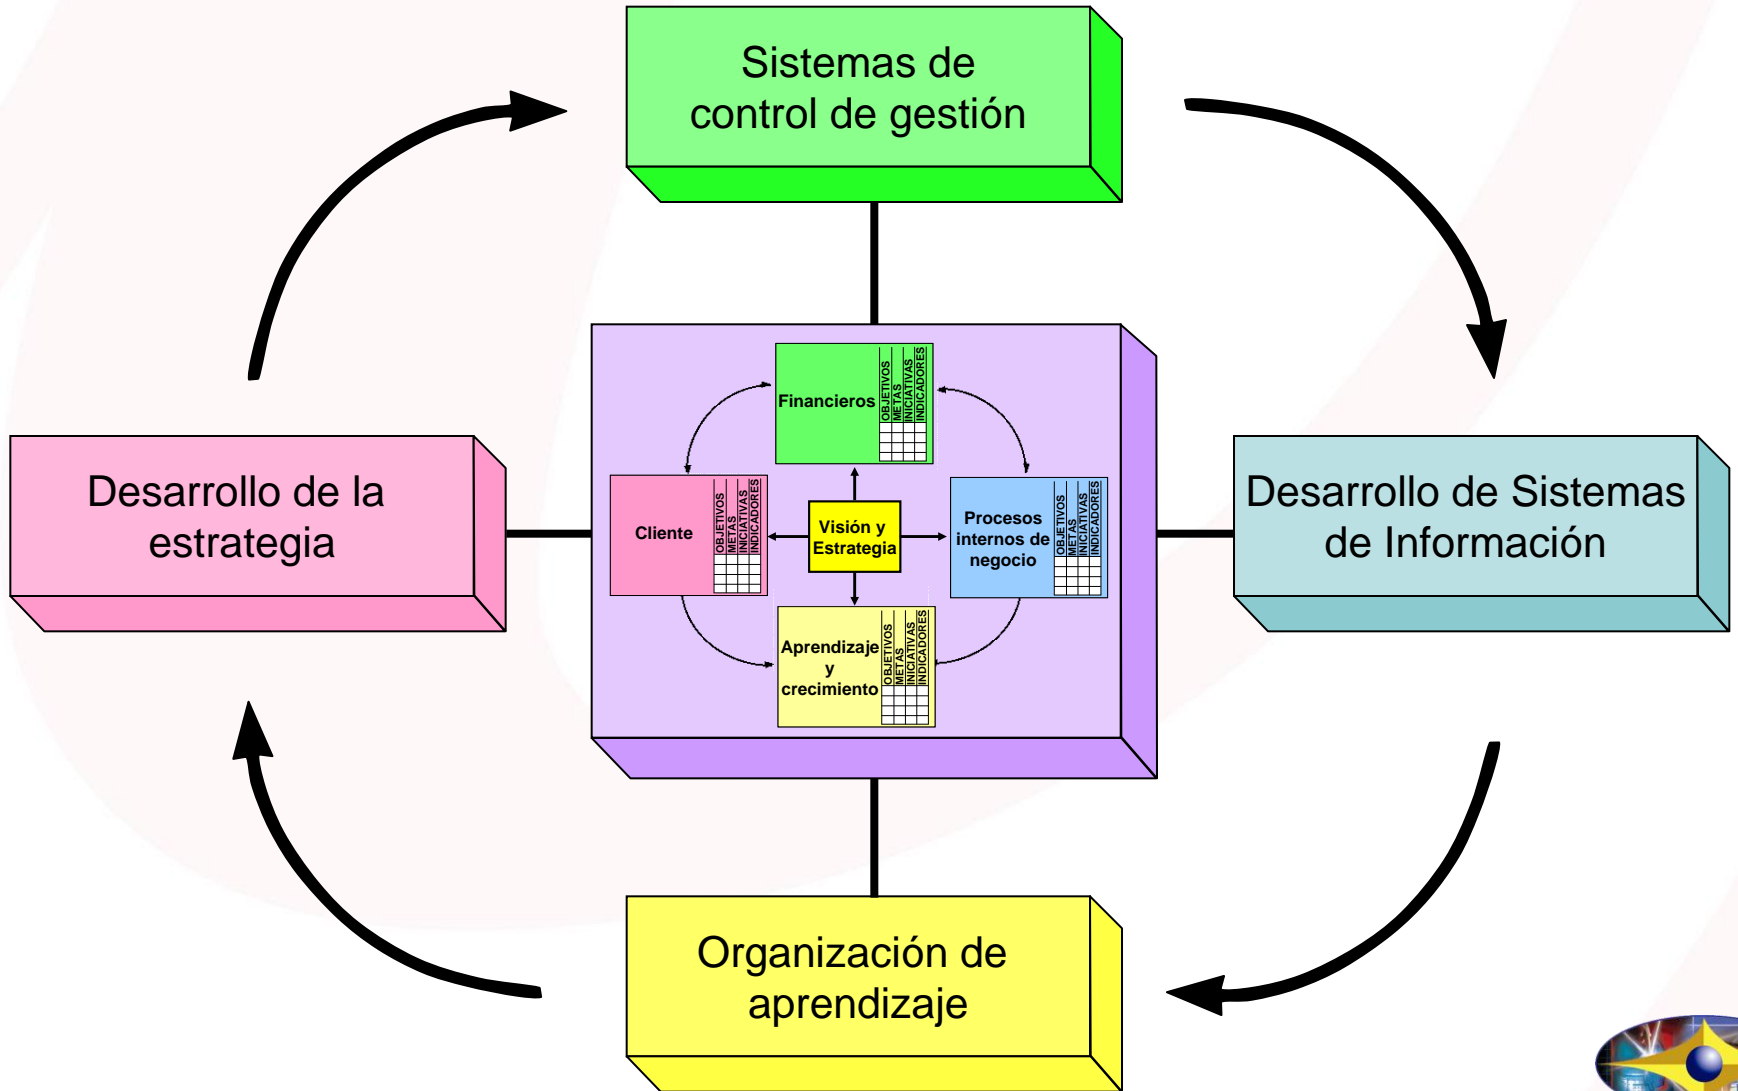 Sistemas de
control de gestión
Financieros
OBJETIVOS
METAS
INICIATIVAS
INDICADORES
Desarrollo de la
estrategia
Cliente
OBJETIVOS
METAS
INICIATIVAS
INDICADORES
Visión y
Estrategia
Procesos
internos de
negocio
OBJETIVOS
METAS
INICIATIVAS
INDICADORES
Desarrollo de Sistemas
de Información
Aprendizaje
y
crecimiento
OBJETIVOS
METAS
INICIATIVAS
INDICADORES
Organización de
aprendizaje